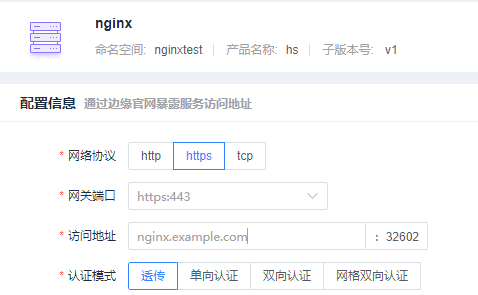 nginx
命名空间: nginxtest 产品名称: hs 子版本号: v1
配置信息 通过边缘官网暴露服务访问地址
* 网络协议 http https tcp
* 网关端口 https:443
* 访问地址 nginx.example.com : 32602
* 认证模式 透传 单向认证 双向认证 网格双向认证